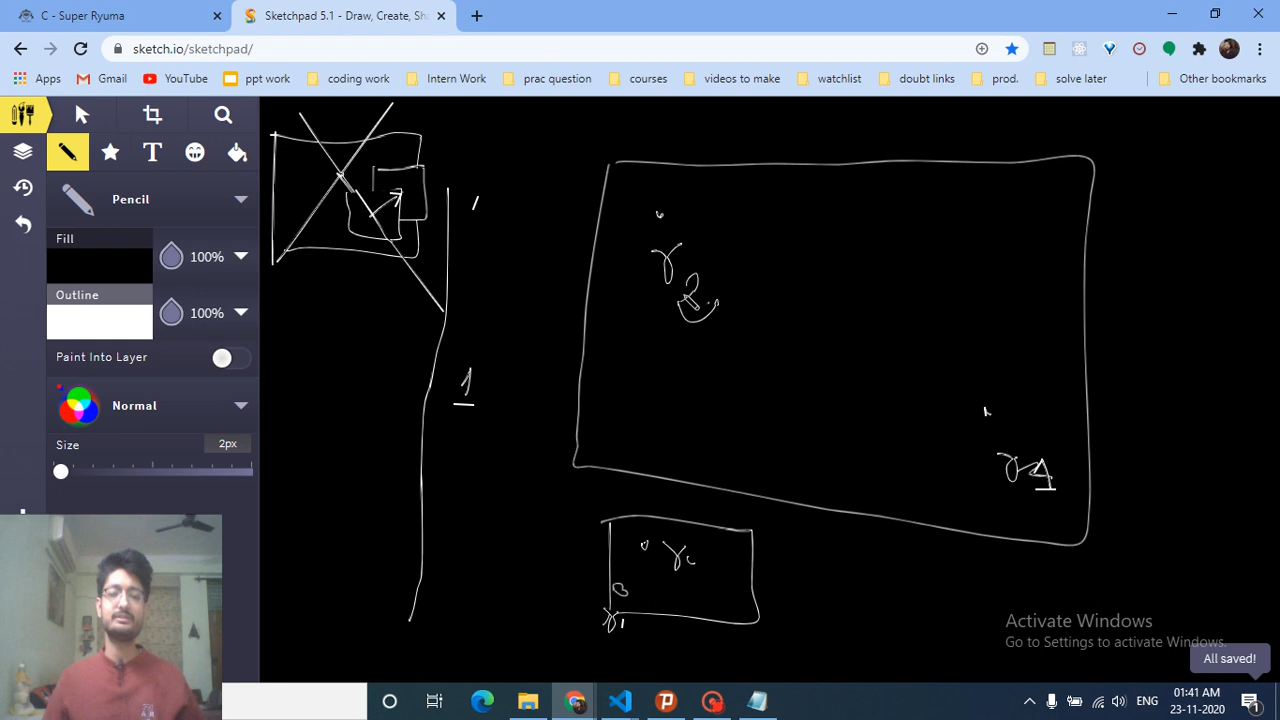 C - Super Ryuma
Sketchpad 5.1 - Draw, Create, Sh
sketch.io/sketchpad/
Apps
Gmail
YouTube
ppt work
coding work
Intern Work
prac question
courses
videos to make
watchlist
doubt links
prod.
solve later
Other bookmarks
Pencil
Fill
100%
Outline
100%
Paint Into Layer
Normal
Size
2px
1
Activate Windows
Go to Settings to activate Windows.
All saved!
ENG
01:41 AM
23-11-2020
1